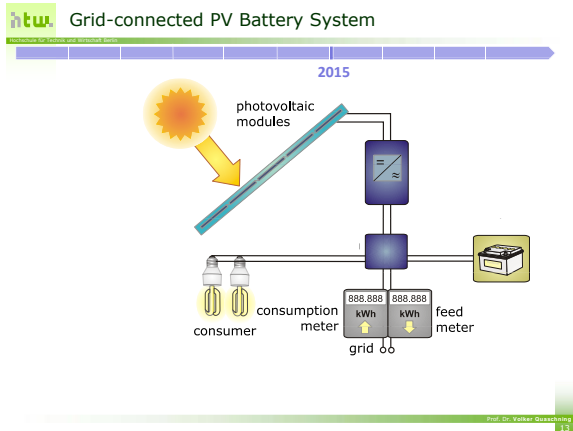 htw.
Grid-connected PV Battery System
Hochschule für Technik und Wirtschaft Berlin
2015
photovoltaic
modules
=
≈
888.888
888.888
kWh
kWh
consumption
meter
feed
meter
consumer
grid
Prof. Dr. Volker Quaschning
13